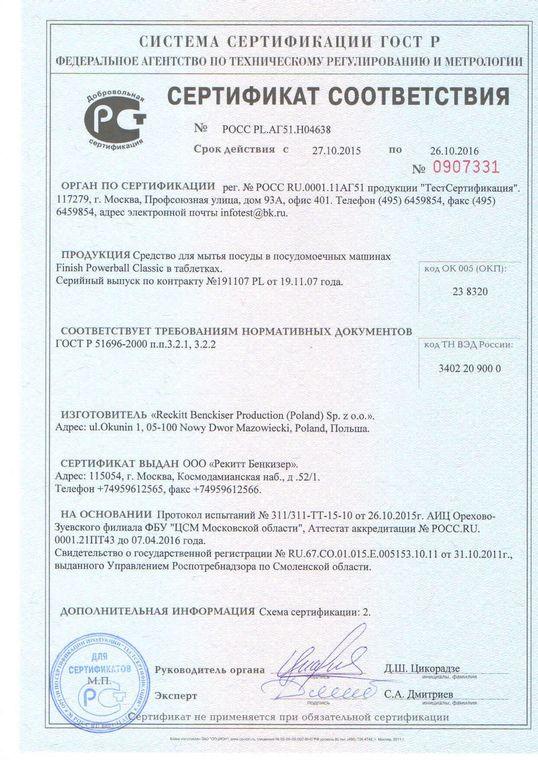 СИСТЕМА СЕРТИФИКАЦИИ ГОСТ Р
ФЕДЕРАЛЬНОЕ АГЕНТСТВО ПО ТЕХНИЧЕСКОМУ РЕГУЛИРОВАНИЮ И МЕТРОЛОГИИ
Добровольная
РСТ
сертификация
СЕРТИФИКАТ СООТВЕТСТВИЯ
№ РОСС PL.АГ51.Н04638
Срок действия с 27.10.2015 по 26.10.2016
№ 0907331
ОРГАН ПО СЕРТИФИКАЦИИ рег. № РОСС RU.0001.11АГ51 продукции "ТестСертификация".
117279, г. Москва, Профсоюзная улица, дом 93А, офис 401. Телефон (495) 6459854, факс (495)
6459854, адрес электронной почты infotest@bk.ru.
ПРОДУКЦИЯ Средство для мытья посуды в посудомоечных машинах
Finish Powerball Classic в таблетках.
Серийный выпуск по контракту №191107 PL от 19.11.07 года.
код ОК 005 (ОКП):
23 8320
СООТВЕТСТВУЕТ ТРЕБОВАНИЯМ НОРМАТИВНЫХ ДОКУМЕНТОВ
ГОСТ Р 51696-2000 п.п.3.2.1, 3.2.2
код ТН ВЭД России:
3402 20 900 0
ИЗГОТОВИТЕЛЬ «Reckitt Benckiser Production (Poland) Sp. z o.o.».
Адрес: ul.Okunin 1, 05-100 Nowy Dwor Mazowiecki, Poland, Польша.
СЕРТИФИКАТ ВЫДАН ООО «Рекитт Бенкизер».
Адрес: 115054, г. Москва, Космодамианская наб., д .52/1.
Телефон +74959612565, факс +74959612566.
НА ОСНОВАНИИ Протокол испытаний № 311/311-ТТ-15-10 от 26.10.2015г. АИЦ Орехово-
Зуевского филиала ФБУ "ЦСМ Московской области", Аттестат аккредитации № РОСС.RU.
0001.21ПТ43 до 07.04.2016 года.
Свидетельство о государственной регистрации № RU.67.CO.01.015.E.005153.10.11 от 31.10.2011г.,
выданного Управлением Роспотребнадзора по Смоленской области.
ДОПОЛНИТЕЛЬНАЯ ИНФОРМАЦИЯ Схема сертификации: 2.
ДЛЯ
СЕРТИФИКАТОВ
М.П.
РСТ
Руководитель органа
подпись
Д.Ш. Цикорадзе
инициалы, фамилия
Эксперт
подпись
С.А. Дмитриев
инициалы, фамилия
Сертификат не применяется при обязательной сертификации